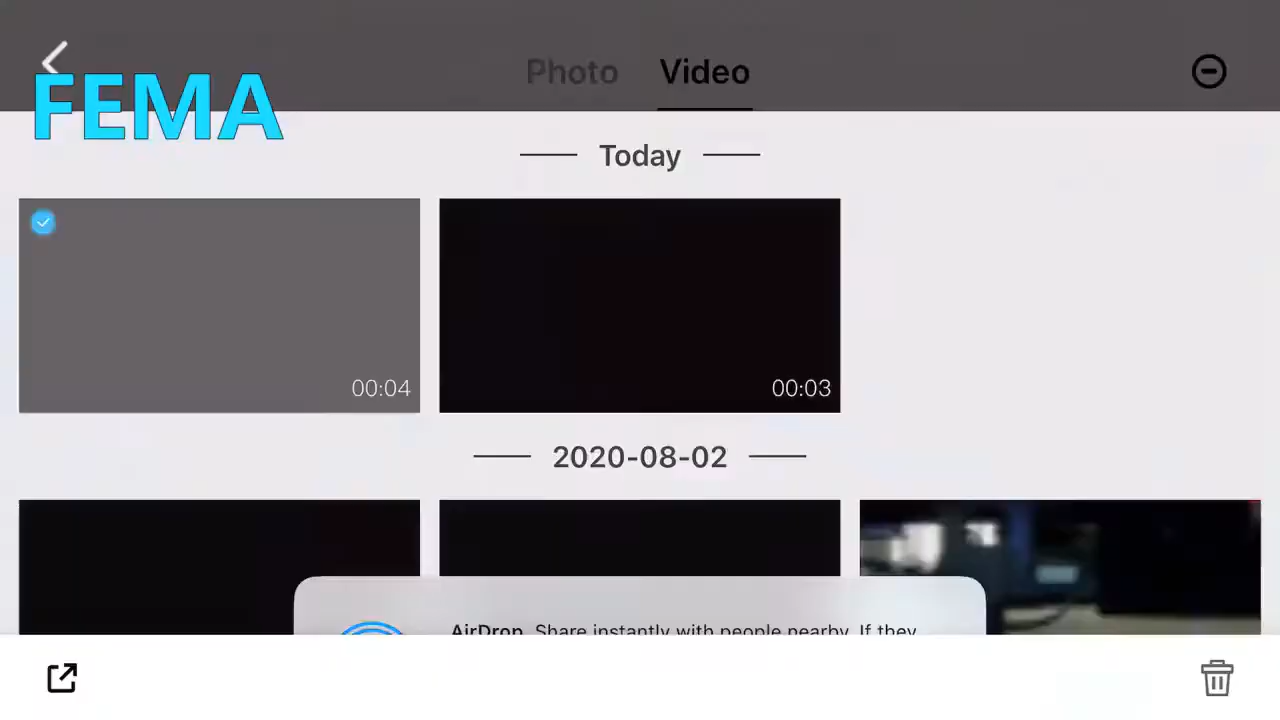 Photo Video
FEMA
Today
00:04 00:03
2020-08-02
AirDrop. Share instantly with people nearby. If they